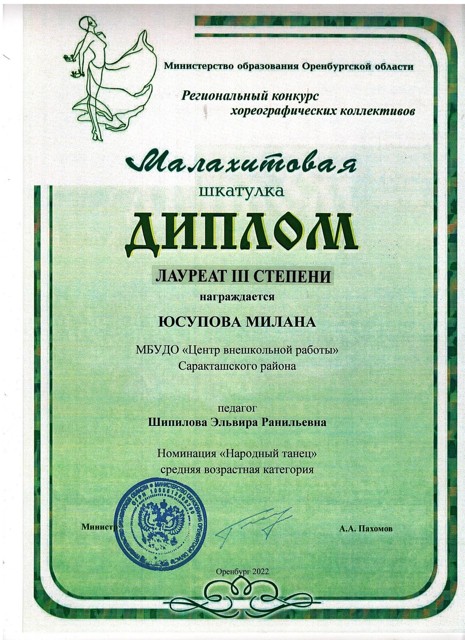 Министерство образования Оренбургской области
Региональный конкурс
хореографических коллективов
Малахитовая
шкатулка
ДИПЛОМ
ЛАУРЕАТ III СТЕПЕНИ
награждается
ЮСУПОВА МИЛАНА
МБУДО «Центр внешкольной работы»
Саракташского района
педагог
Шипилова Эльвира Ранильевна
Номинация «Народный танец»
средняя возрастная категория
Министр
А.А. Пахомов
Оренбург 2022